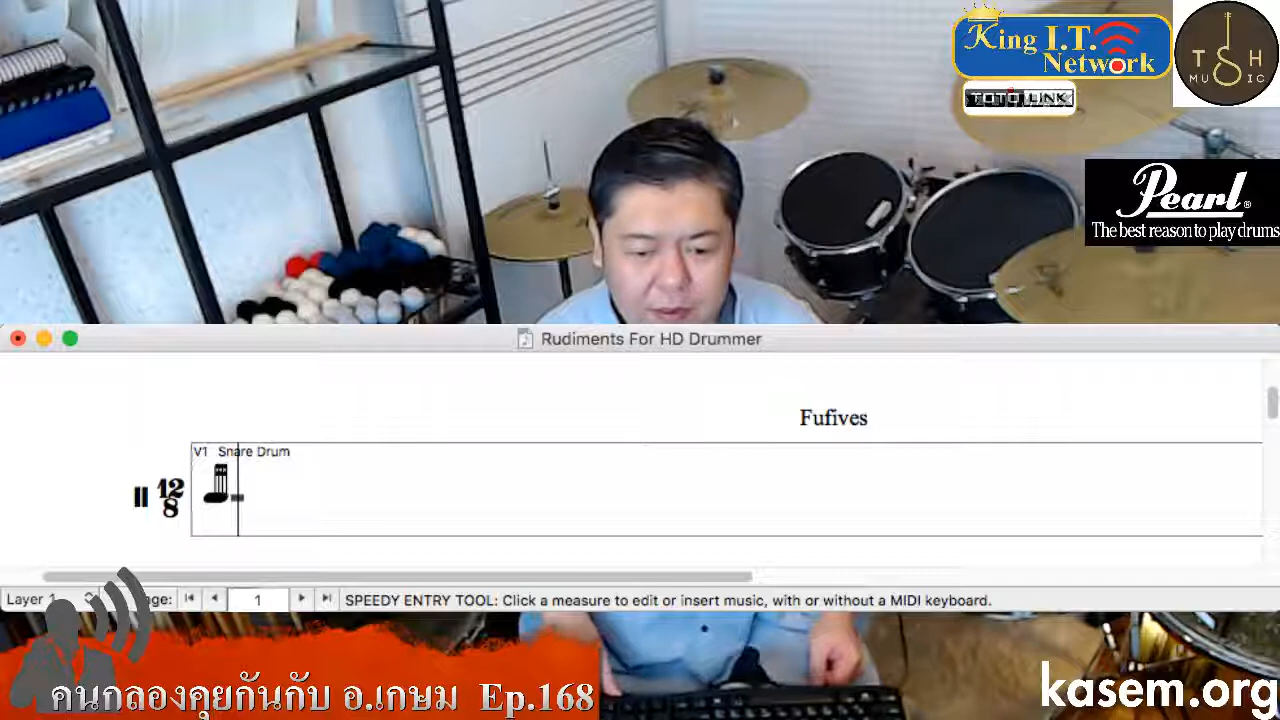 King I.T.
Network
TOTO LINK
T S H
MUSIC
Pearl®
The best reason to play drums
Rudiments For HD Drummer
Fufives
V1 Snare Drum
12
8
Layer 1
age:
1
SPEEDY ENTRY TOOL: Click a measure to edit or insert music, with or without a MIDI keyboard.
คนกลองคุยกันกับ อ.เกษม Ep.168
kasem.org